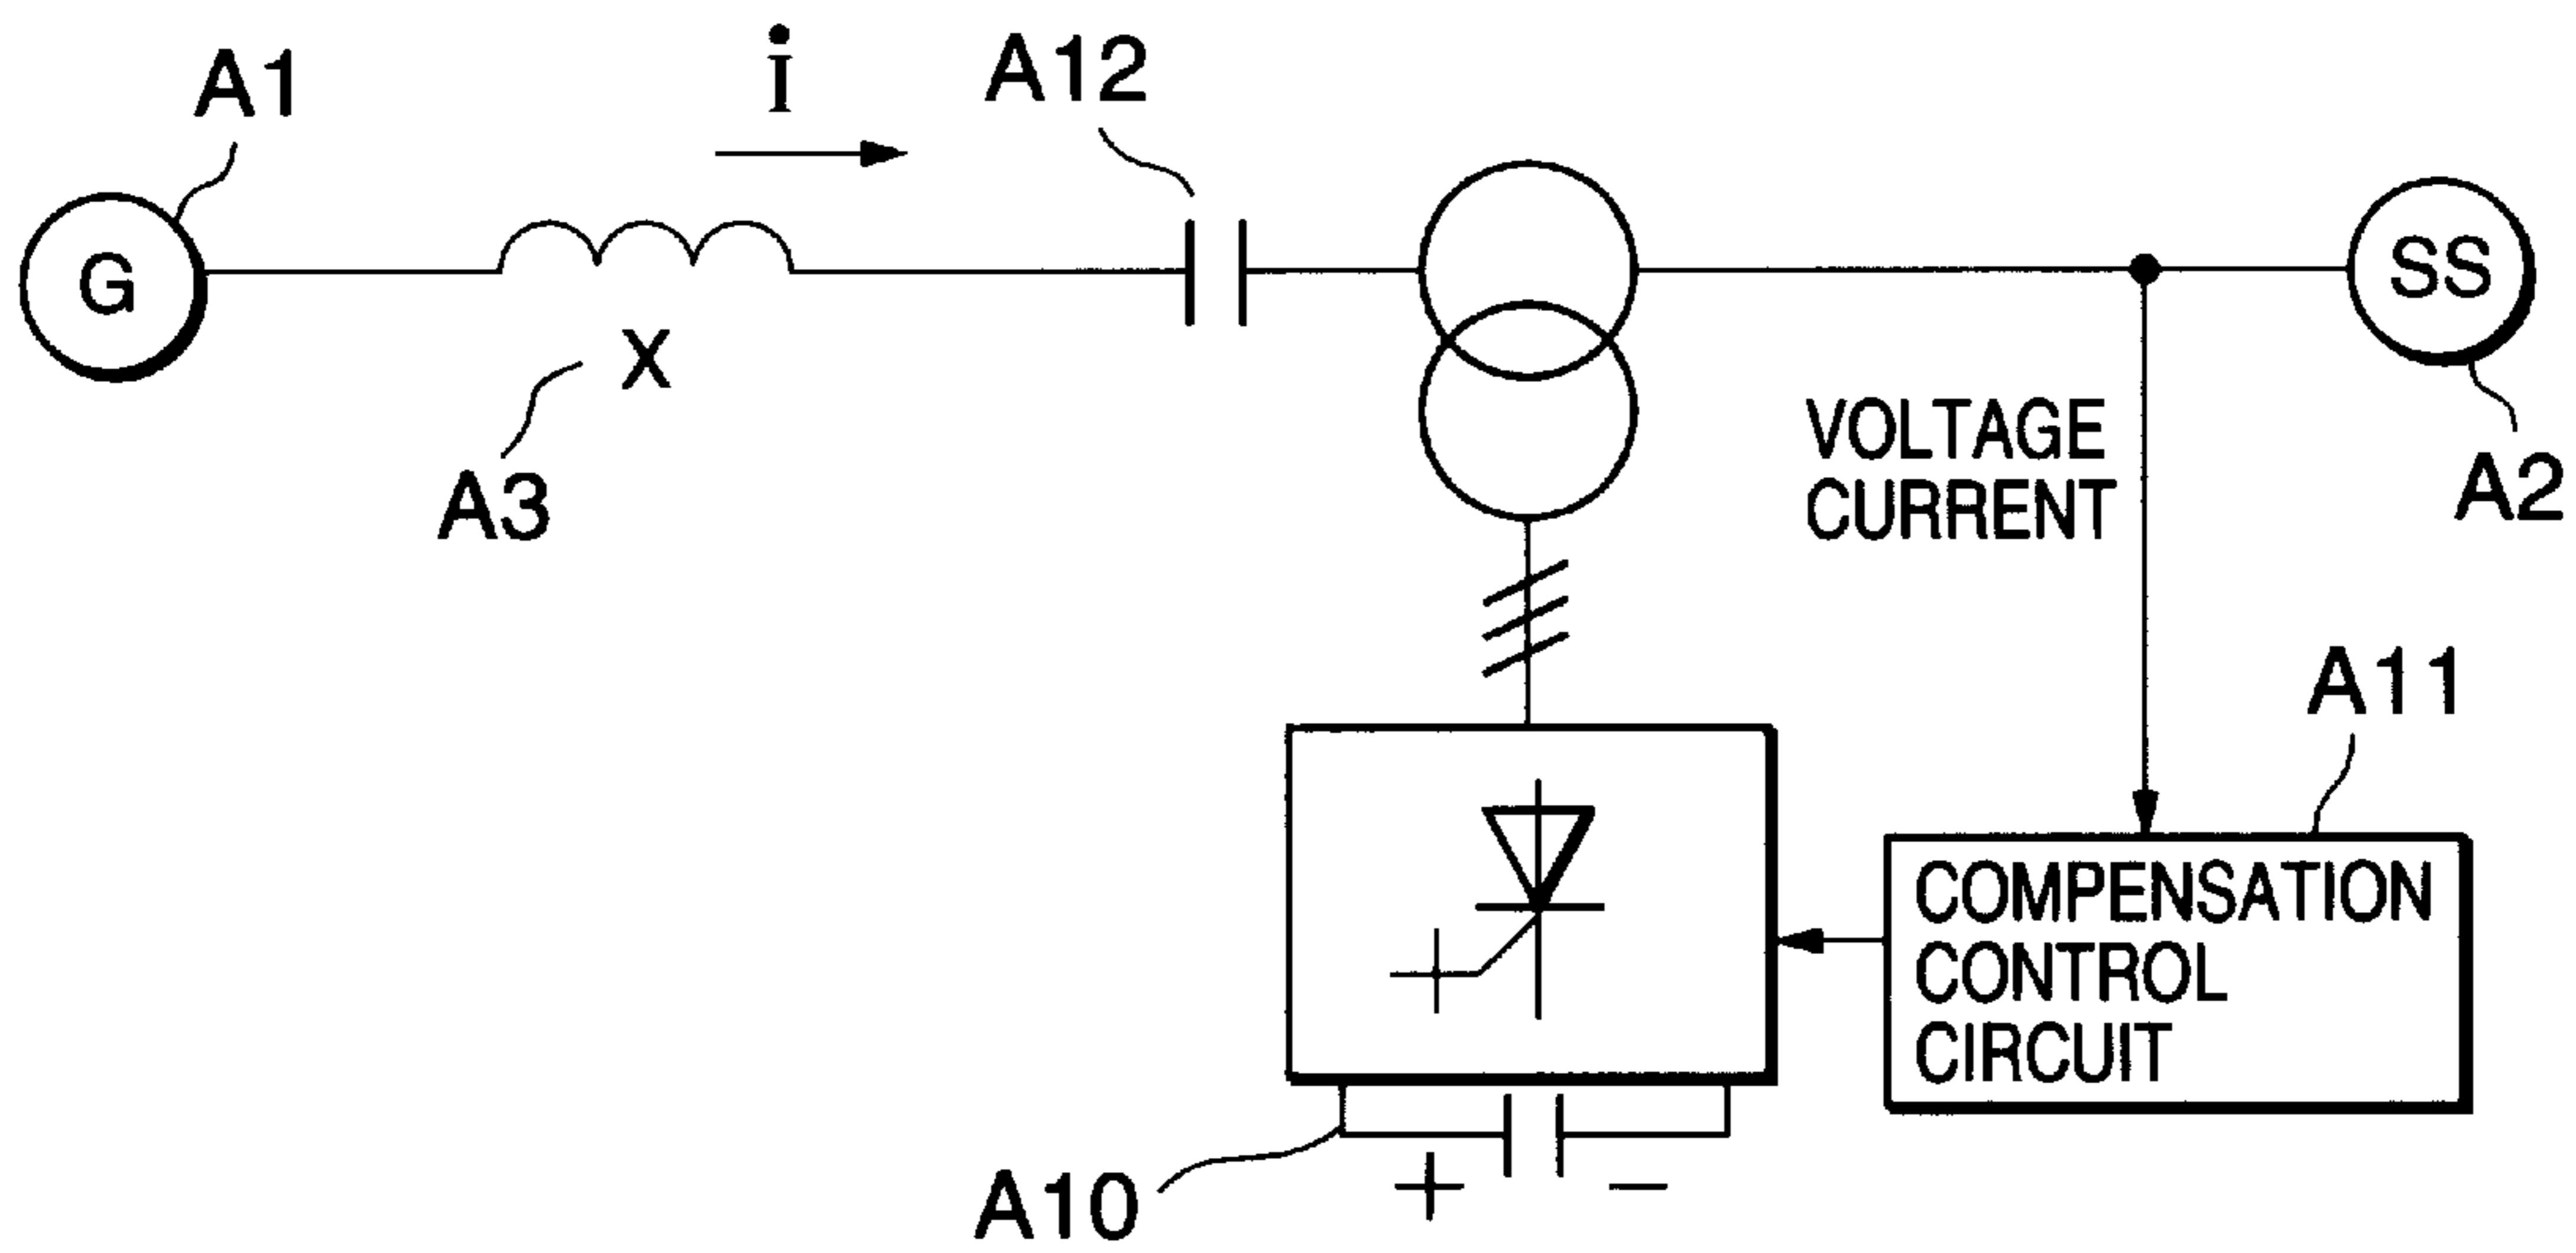 A1
i
A12
G
SS
X
A3
VOLTAGE
CURRENT
A2
A11
COMPENSATION
CONTROL
CIRCUIT
A10
+ −